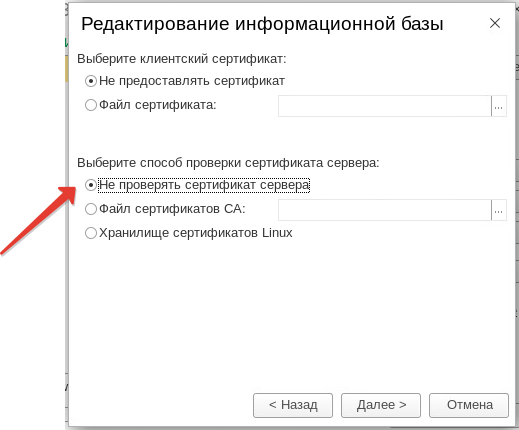 Редактирование информационной базы
Выберите клиентский сертификат:
Не предоставлять сертификат
Файл сертификата:
...
Выберите способ проверки сертификата сервера:
Не проверять сертификат сервера
Файл сертификатов CA:
...
Хранилище сертификатов Linux
< Назад
Далее >
Отмена